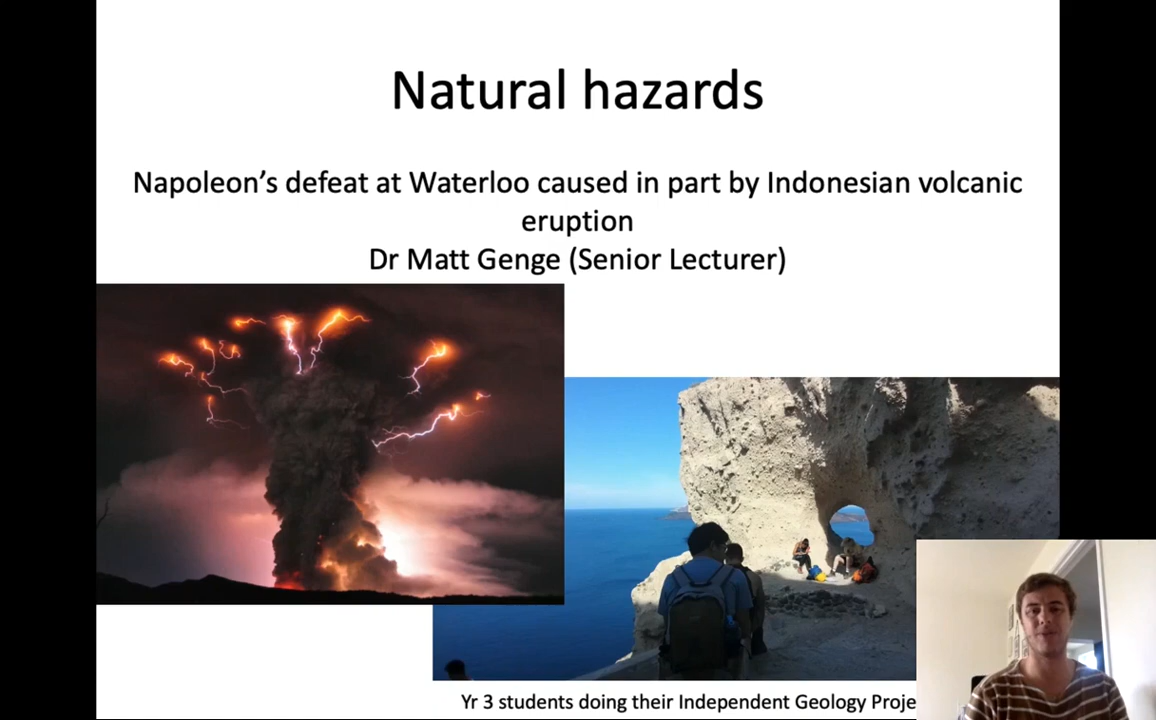 Natural hazards
Napoleon’s defeat at Waterloo caused in part by Indonesian volcanic
eruption
Dr Matt Genge (Senior Lecturer)
Yr 3 students doing their Independent Geology Proje